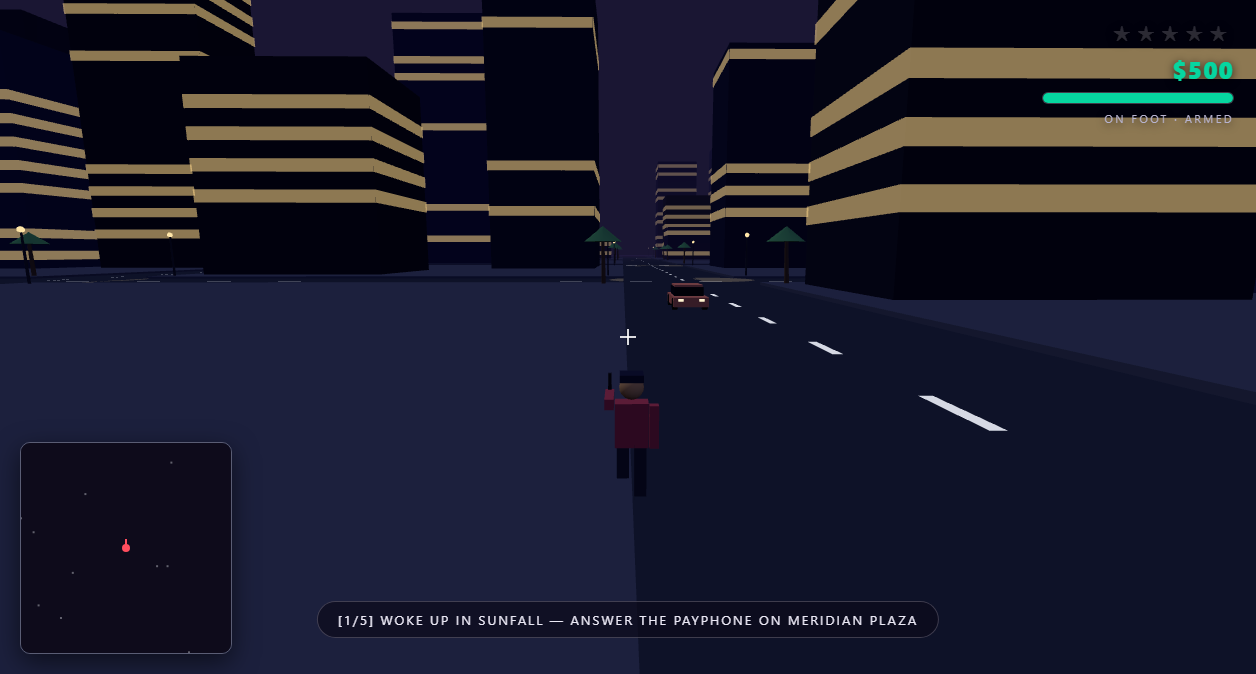 ★★★★★
$500
ON FOOT · ARMED
[1/5] WOKE UP IN SUNFALL — ANSWER THE PAYPHONE ON MERIDIAN PLAZA